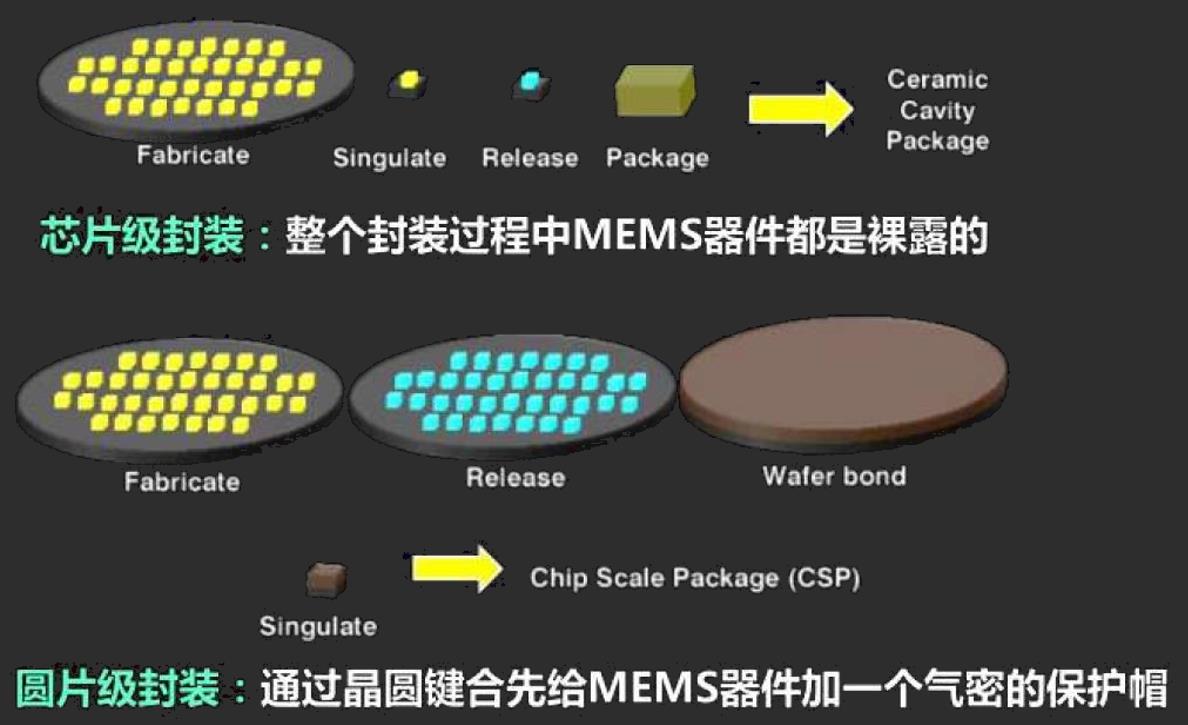 Ceramic
Cavity
Package
Fabricate
Singulate
Release
Package
芯片级封装：整个封装过程中MEMS器件都是裸露的
Fabricate
Release
Wafer bond
Singulate
Chip Scale Package (CSP)
圆片级封装：通过晶圆键合先给MEMS器件加一个气密的保护帽